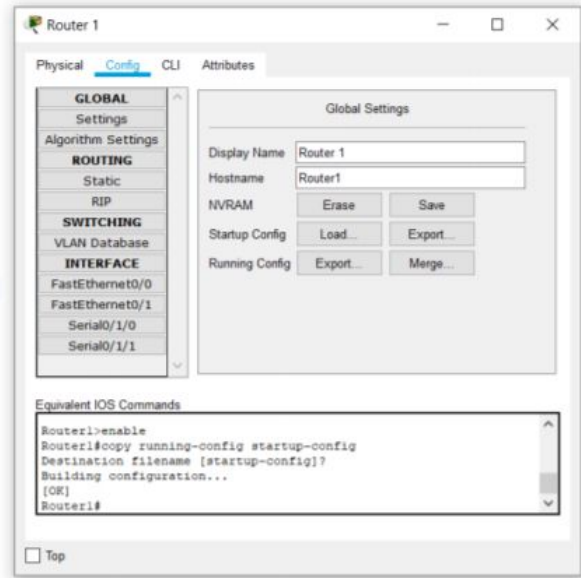 Router 1
Physical Config CLI Attributes
GLOBAL
Settings
Algorithm Settings
ROUTING
Static
RIP
SWITCHING
VLAN Database
INTERFACE
FastEthernet0/0
FastEthernet0/1
Serial0/1/0
Serial0/1/1
Global Settings
Display Name Router 1
Hostname Router1
NVRAM Erase Save
Startup Config Load... Export...
Running Config Export... Merge...
Equivalent IOS Commands
Router1>enable
Router1#copy running-config startup-config
Destination filename [startup-config]?
Building configuration...
[OK]
Router1#
Top